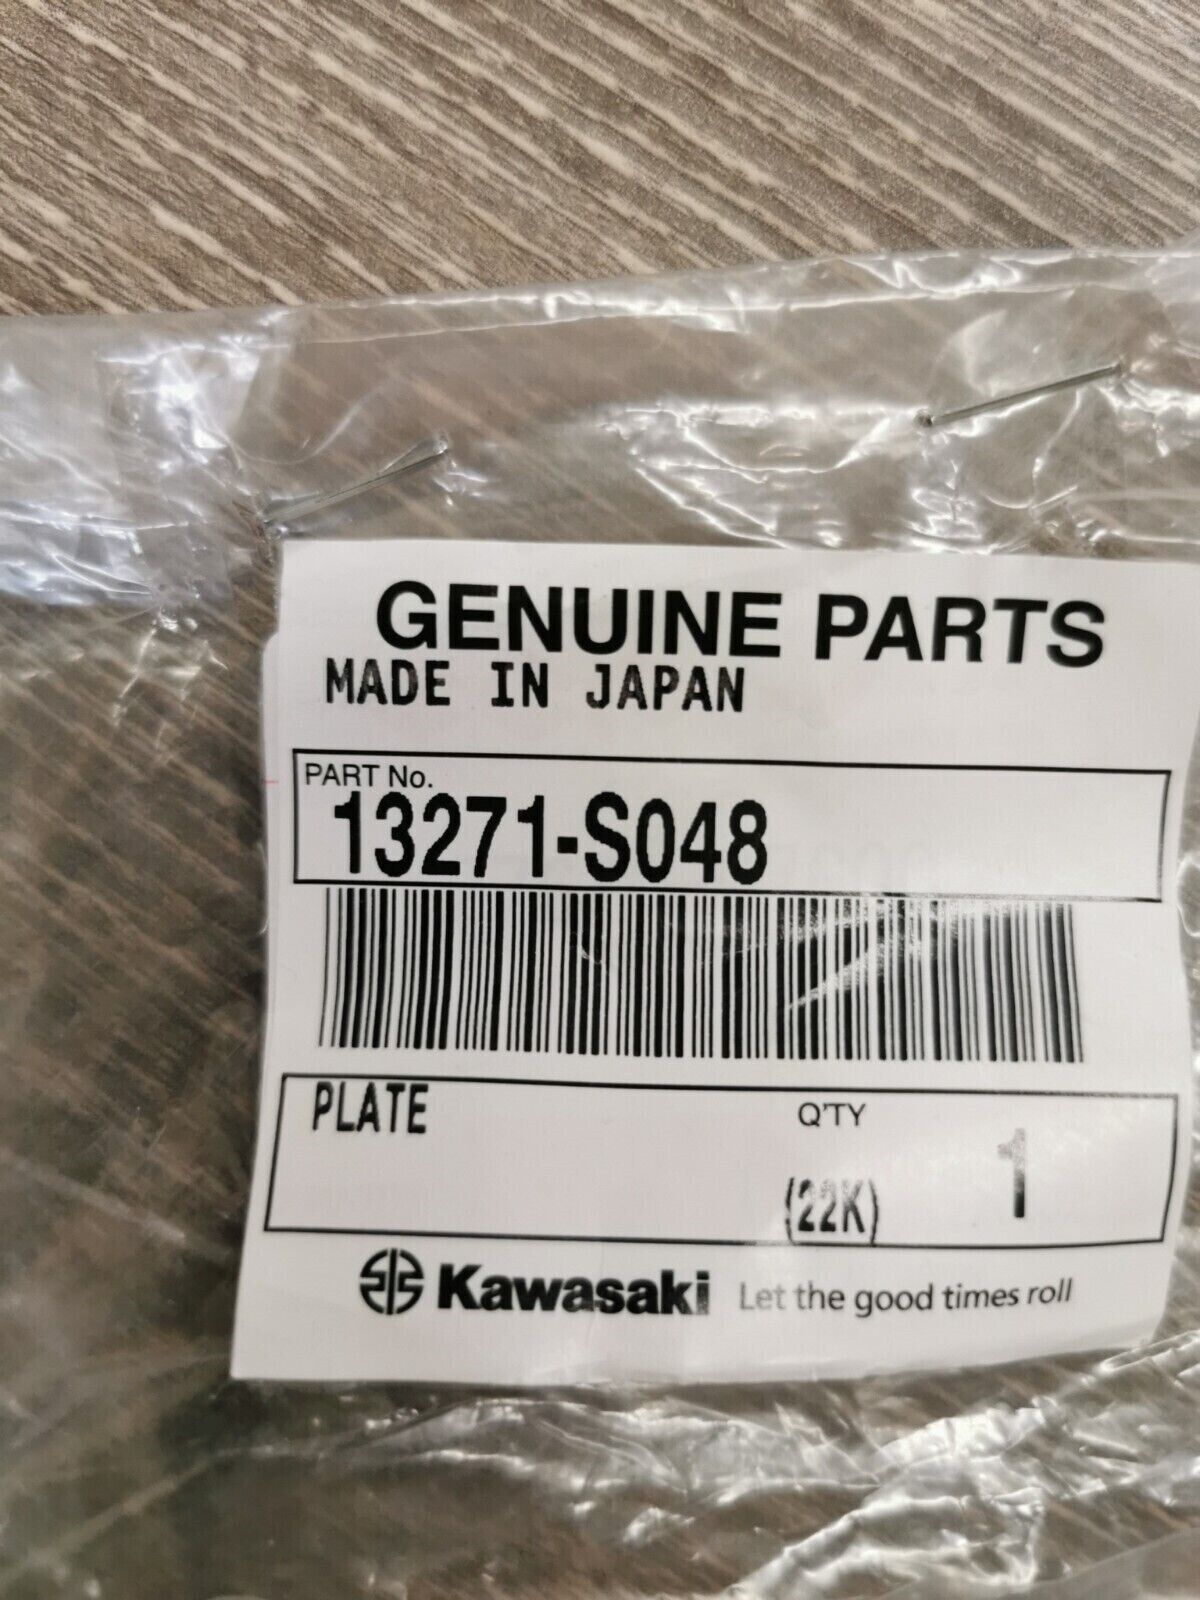 GENUINE PARTS
MADE IN JAPAN
PART No.
13271-S048
PLATE
Q'TY
(22K) 1
Kawasaki Let the good times roll